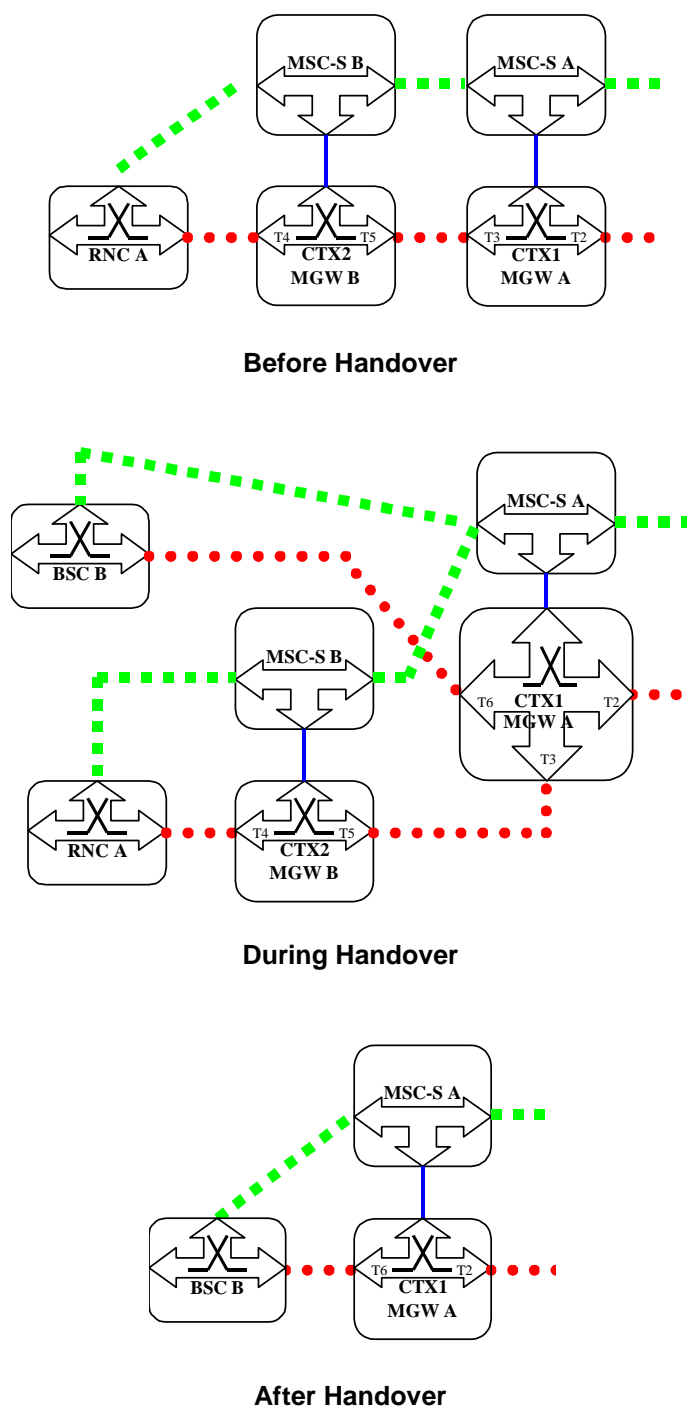 MSC-S B
MSC-S A
T4
T5
T3
T2
RNC A
CTX2
CTX1
MGW B
MGW A
Before Handover
MSC-S A
BSC B
MSC-S B
T6
CTX1
T2
MGW A
T3
T4
T5
RNC A
CTX2
MGW B
During Handover
MSC-S A
T6
T2
BSC B
CTX1
MGW A
After Handover